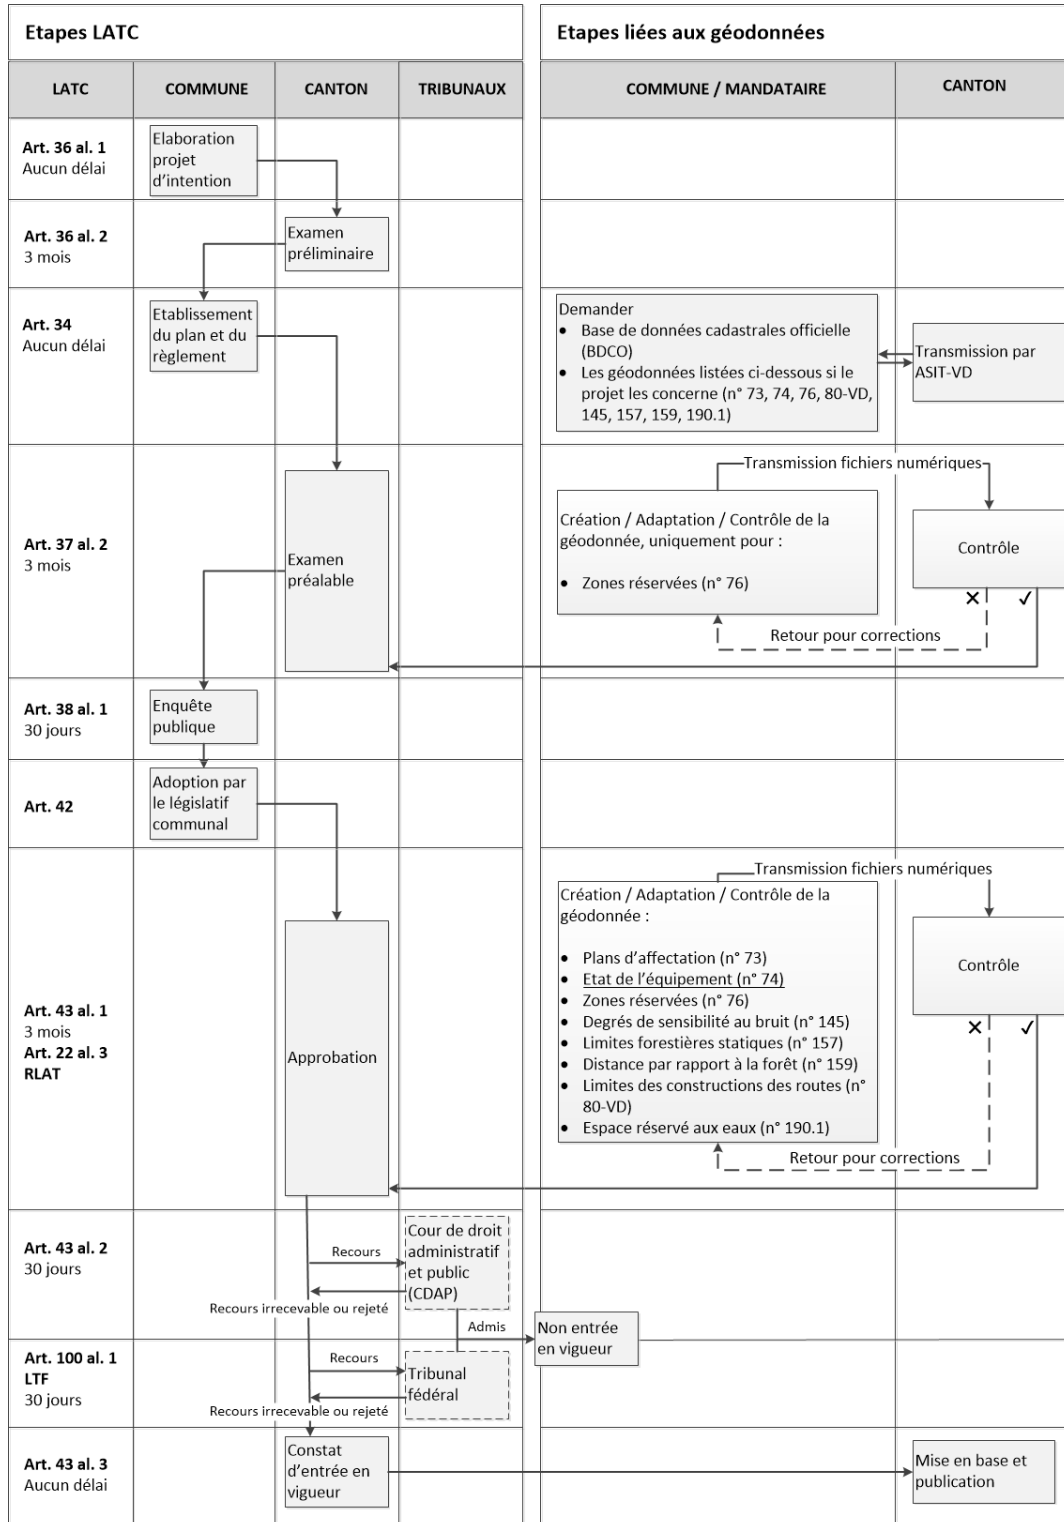 Etapes LATC
Etapes liées aux géodonnées
LATC
COMMUNE
CANTON
TRIBUNAUX
COMMUNE / MANDATAIRE
CANTON
Art. 36 al. 1
Aucun délai
Elaboration
projet
d'intention
Art. 36 al. 2
3 mois
Examen
préliminaire
Art. 34
Aucun délai
Etablissement
du plan et du
règlement
Demander
• Base de données cadastrales officielle
(BDCO)
• Les géodonnées listées ci-dessous si le
projet les concerne (n° 73, 74, 76, 80-VD,
145, 157, 159, 190.1)
Transmission par
ASIT-VD
Art. 37 al. 2
3 mois
Examen
préalable
Transmission fichiers numériques
Création / Adaptation / Contrôle de la
géodonnée, uniquement pour :
• Zones réservées (n° 76)
Contrôle
Retour pour corrections
Art. 38 al. 1
30 jours
Enquête
publique
Art. 42
Adoption par
le législatif
communal
Art. 43 al. 1
3 mois
Art. 22 al. 3
RLAT
Approbation
Transmission fichiers numériques
Création / Adaptation / Contrôle de la
géodonnée :
• Plans d'affectation (n° 73)
• Etat de l'équipement (n° 74)
• Zones réservées (n° 76)
• Degrés de sensibilité au bruit (n° 145)
• Limites forestières statiques (n° 157)
• Distance par rapport à la forêt (n° 159)
• Limites des constructions des routes (n°
80-VD)
• Espace réservé aux eaux (n° 190.1)
Contrôle
Retour pour corrections
Art. 43 al. 2
30 jours
Recours
Cour de droit
administratif
et public
(CDAP)
Recours irrecevable ou rejeté
Admis
Non entrée
en vigueur
Art. 100 al. 1
LTF
30 jours
Recours
Tribunal
fédéral
Recours irrecevable ou rejeté
Art. 43 al. 3
Aucun délai
Constat
d'entrée en
vigueur
Mise en base et
publication